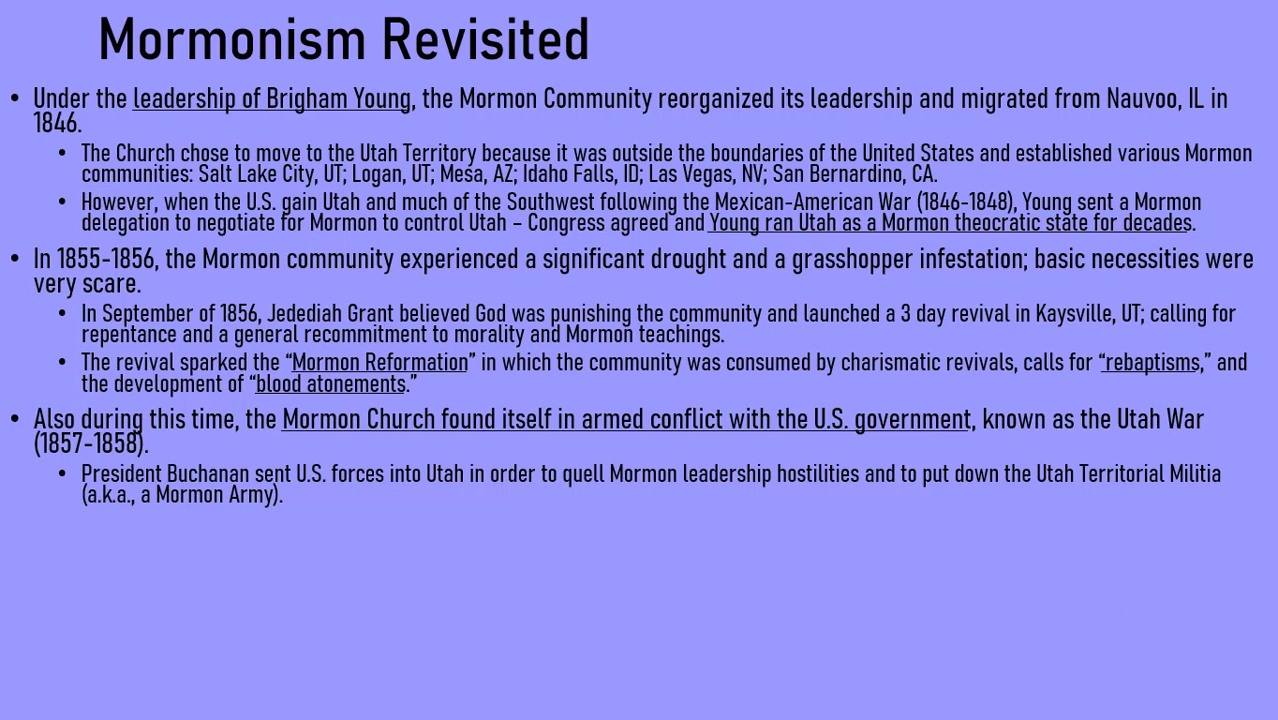 Mormonism Revisited
• Under the leadership of Brigham Young, the Mormon Community reorganized its leadership and migrated from Nauvoo, IL in
1846.
• The Church chose to move to the Utah Territory because it was outside the boundaries of the United States and established various Mormon
communities: Salt Lake City, UT; Logan, UT; Mesa, AZ; Idaho Falls, ID; Las Vegas, NV; San Bernardino, CA.
• However, when the U.S. gain Utah and much of the Southwest following the Mexican-American War (1846-1848), Young sent a Mormon
delegation to negotiate for Mormon to control Utah – Congress agreed and Young ran Utah as a Mormon theocratic state for decades.
• In 1855-1856, the Mormon community experienced a significant drought and a grasshopper infestation; basic necessities were
very scare.
• In September of 1856, Jedediah Grant believed God was punishing the community and launched a 3 day revival in Kaysville, UT; calling for
repentance and a general recommitment to morality and Mormon teachings.
• The revival sparked the “Mormon Reformation” in which the community was consumed by charismatic revivals, calls for “rebaptisms,” and
the development of “blood atonements.”
• Also during this time, the Mormon Church found itself in armed conflict with the U.S. government, known as the Utah War
(1857-1858).
• President Buchanan sent U.S. forces into Utah in order to quell Mormon leadership hostilities and to put down the Utah Territorial Militia
(a.k.a., a Mormon Army).